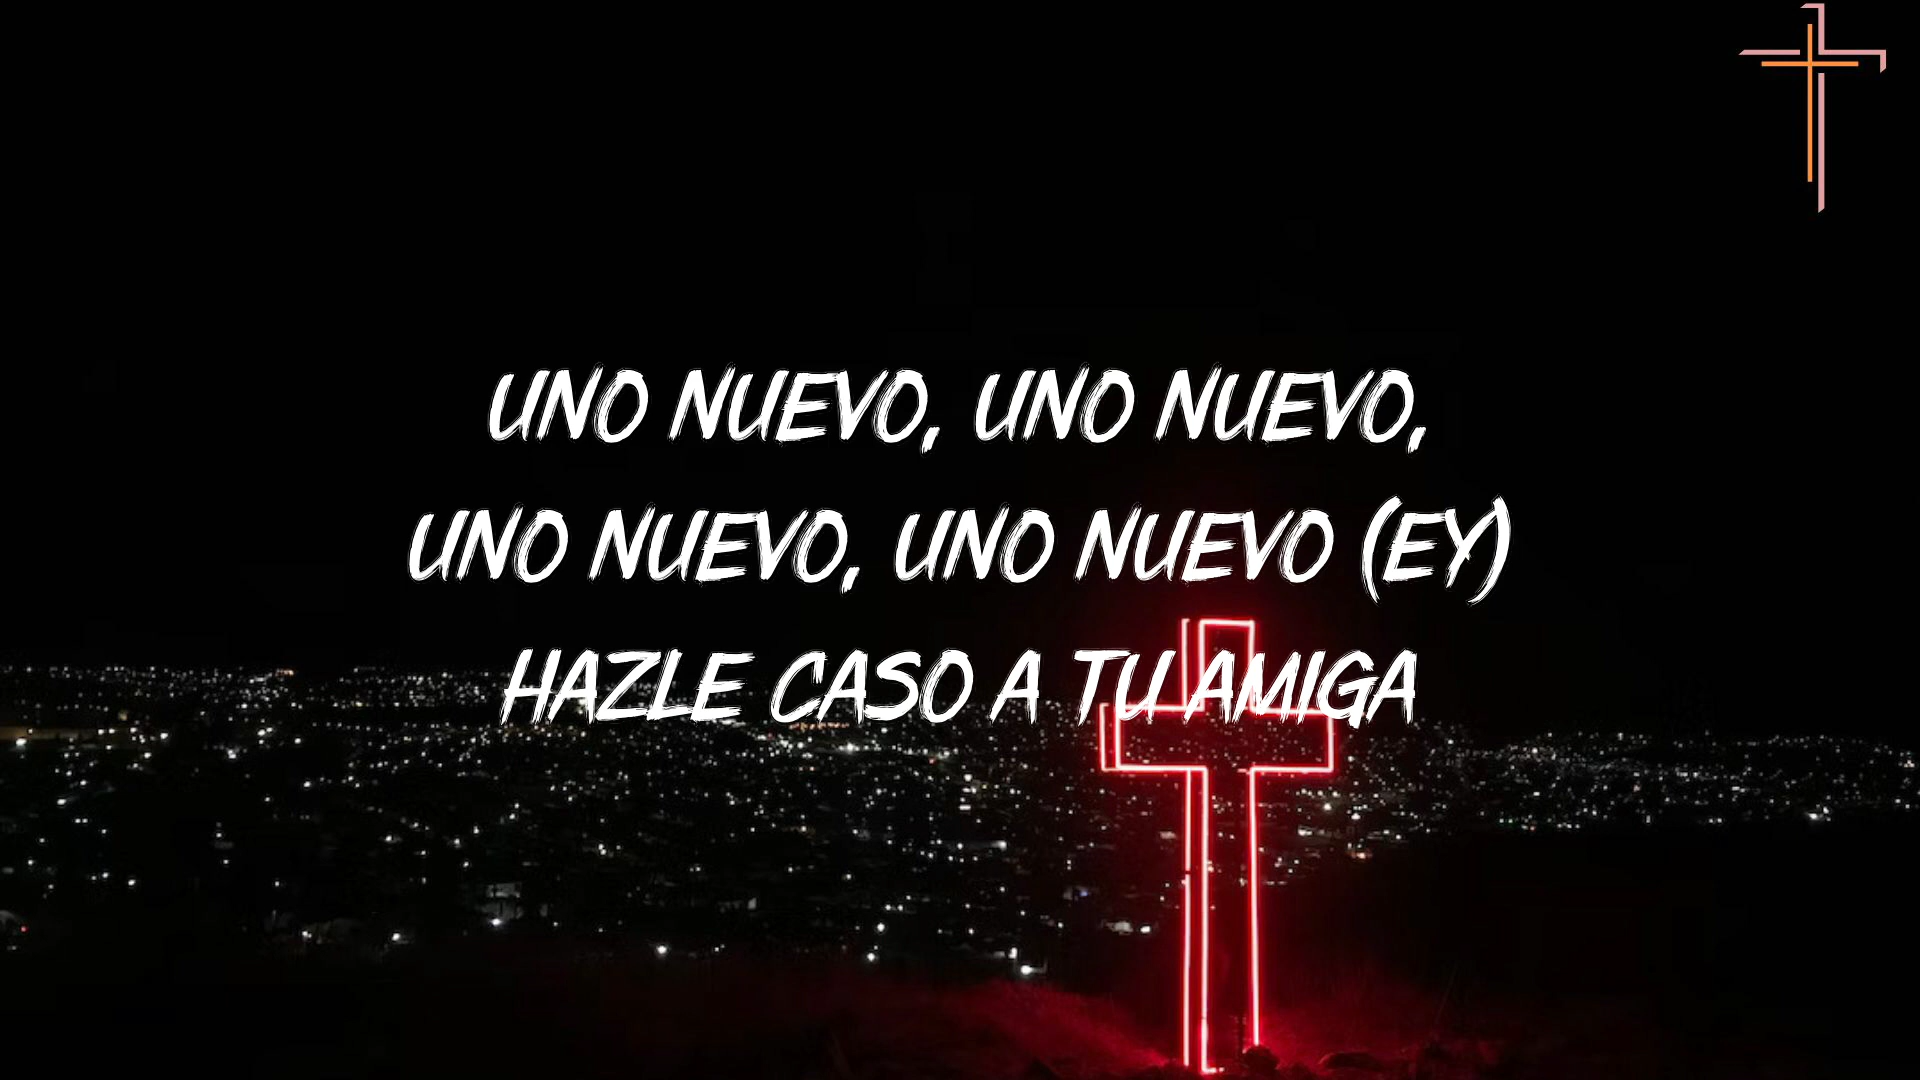 UNO NUEVO, UNO NUEVO,
UNO NUEVO, UNO NUEVO (EY)
HAZLE CASO A TU AMIGA